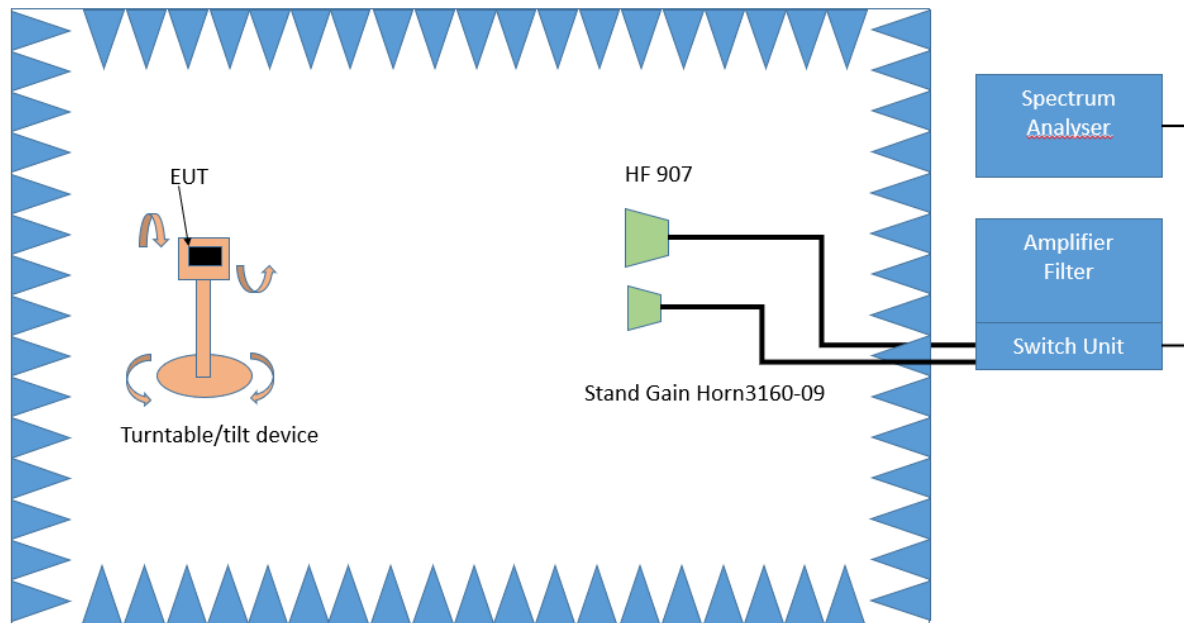 Spectrum
Analyser
EUT
HF 907
Amplifier
Filter
Switch Unit
Stand Gain Horn3160-09
Turntable/tilt device